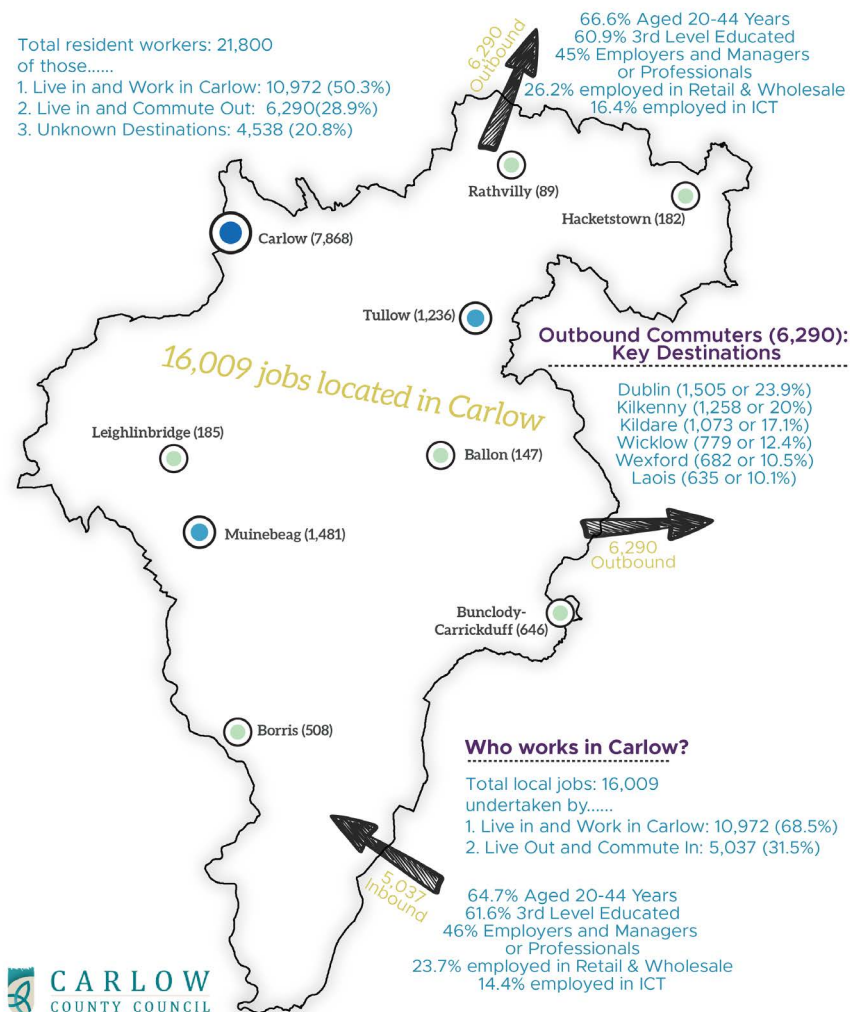 Total resident workers: 21,800
of those......
1. Live in and Work in Carlow: 10,972 (50.3%)
2. Live in and Commute Out:  6,290(28.9%)
3. Unknown Destinations: 4,538 (20.8%)
6,290
Outbound
66.6% Aged 20-44 Years
60.9% 3rd Level Educated
45% Employers and Managers
or Professionals
26.2% employed in Retail & Wholesale
16.4% employed in ICT
Rathvilly (89)
Hacketstown (182)
Carlow (7,868)
Tullow (1,236)
16,009 jobs located in Carlow
Outbound Commuters (6,290):
Key Destinations
Dublin (1,505 or 23.9%)
Kilkenny (1,258 or 20%)
Kildare (1,073 or 17.1%)
Wicklow (779 or 12.4%)
Wexford (682 or 10.5%)
Laois (635 or 10.1%)
Leighlinbridge (185)
Ballon (147)
Muinebeag (1,481)
6,290
Outbound
Bunclody-
Carrickduff (646)
Borris (508)
Who works in Carlow?
Total local jobs: 16,009
undertaken by......
1. Live in and Work in Carlow: 10,972 (68.5%)
2. Live Out and Commute In: 5,037 (31.5%)
5,037
Inbound
64.7% Aged 20-44 Years
61.6% 3rd Level Educated
46% Employers and Managers
or Professionals
23.7% employed in Retail & Wholesale
14.4% employed in ICT
CARLOW
COUNTY COUNCIL